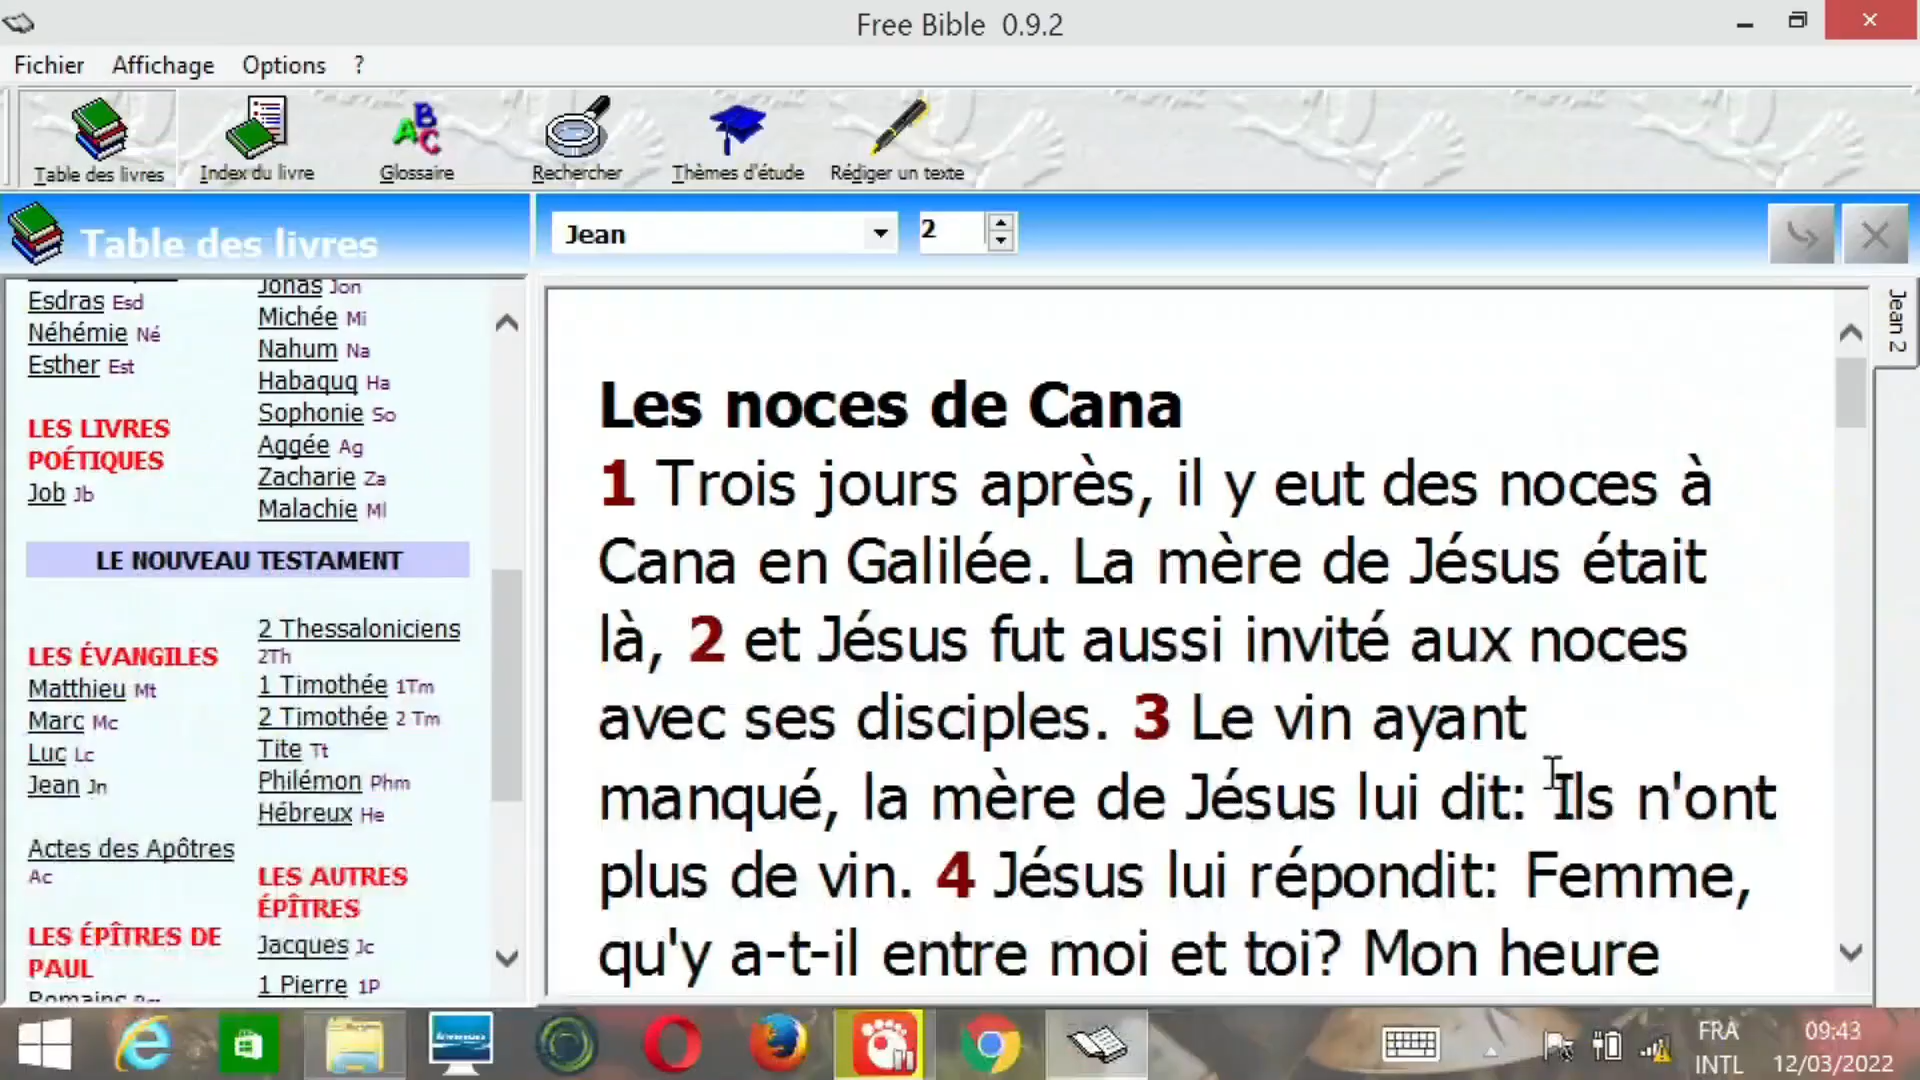 Free Bible 0.9.2
Fichier Affichage Options ?
Table des livres
Index du livre
Glossaire
Rechercher
Thèmes d'étude
Rédiger un texte
Table des livres
Jean
2
Esdras Esd
Néhémie Né
Esther Est
LES LIVRES
POÉTIQUES
Job Jb
Jonas Jon
Michée Mi
Nahum Na
Habaquq Ha
Sophonie So
Aggée Ag
Zacharie Za
Malachie Ml
LE NOUVEAU TESTAMENT
LES ÉVANGILES
Matthieu Mt
Marc Mc
Luc Lc
Jean Jn
Actes des Apôtres
Ac
LES ÉPÎTRES DE
PAUL
Romains
2 Thessaloniciens
2Th
1 Timothée 1Tm
2 Timothée 2 Tm
Tite Tt
Philémon Phm
Hébreux He
LES AUTRES
ÉPÎTRES
Jacques Jc
1 Pierre 1P
Les noces de Cana
1 Trois jours après, il y eut des noces à
Cana en Galilée. La mère de Jésus était
là, 2 et Jésus fut aussi invité aux noces
avec ses disciples. 3 Le vin ayant
manqué, la mère de Jésus lui dit: Ils n'ont
plus de vin. 4 Jésus lui répondit: Femme,
qu'y a-t-il entre moi et toi? Mon heure
Jean 2
FRA
INTL
09:43
12/03/2022